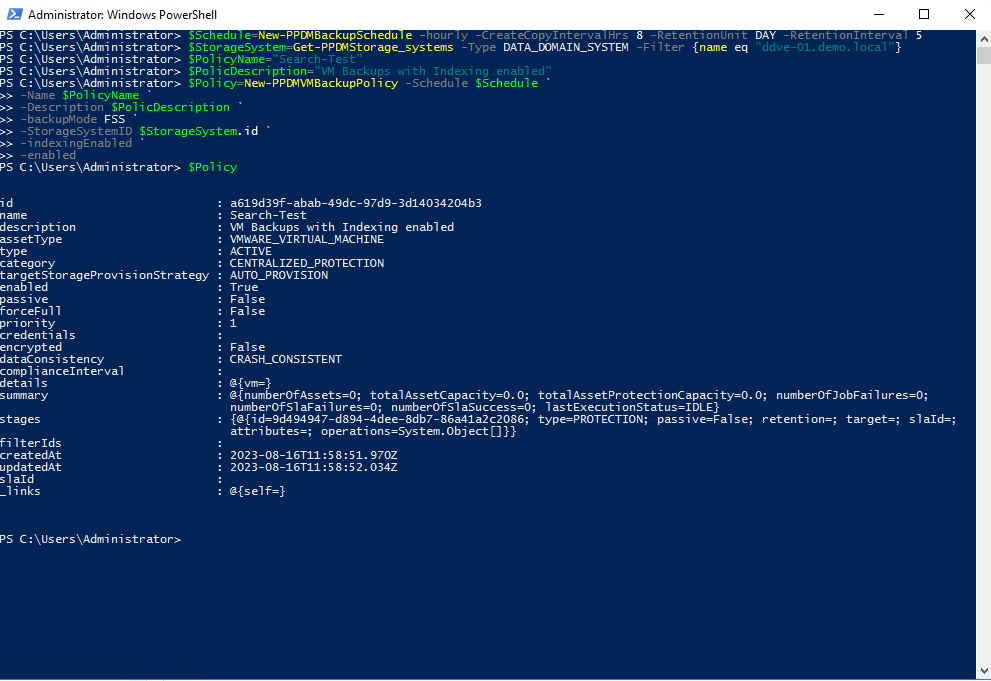 Administrator: Windows PowerShell
PS C:\Users\Administrator> $Schedule=New-PPDMBackupSchedule -hourly -CreateCopyIntervalHrs 8 -RetentionUnit DAY -RetentionInterval 5
PS C:\Users\Administrator> $StorageSystem=Get-PPDMStorage_systems -Type DATA_DOMAIN_SYSTEM -Filter {name eq "ddve-01.demo.local"}
PS C:\Users\Administrator> $PolicyName="Search-Test"
PS C:\Users\Administrator> $PolicDescription="VM Backups with Indexing enabled"
PS C:\Users\Administrator> $Policy=New-PPDMVMBackupPolicy -Schedule $Schedule `
>> -Name $PolicyName `
>> -Description $PolicDescription `
>> -backupMode FSS `
>> -StorageSystemID $StorageSystem.id `
>> -indexingEnabled `
>> -enabled
PS C:\Users\Administrator> $Policy
id : a619d39f-abab-49dc-97d9-3d14034204b3
name : Search-Test
description : VM Backups with Indexing enabled
assetType : VMWARE_VIRTUAL_MACHINE
type : ACTIVE
category : CENTRALIZED_PROTECTION
targetStorageProvisionStrategy : AUTO_PROVISION
enabled : True
passive : False
forceFull : False
priority : 1
credentials :
encrypted : False
dataConsistency : CRASH_CONSISTENT
complianceInterval :
details : @{vm=}
summary : @{numberOfAssets=0; totalAssetCapacity=0.0; totalAssetProtectionCapacity=0.0; numberOfJobFailures=0;
numberOfSlaFailures=0; numberOfSlaSuccess=0; lastExecutionStatus=IDLE}
stages : {@{id=9d494947-d894-4dee-8db7-86a41a2c2086; type=PROTECTION; passive=False; retention=; target=; slaId=;
attributes=; operations=System.Object[]}}
filterIds :
createdAt : 2023-08-16T11:58:51.970Z
updatedAt : 2023-08-16T11:58:52.034Z
slaId :
_links : @{self=}
PS C:\Users\Administrator>